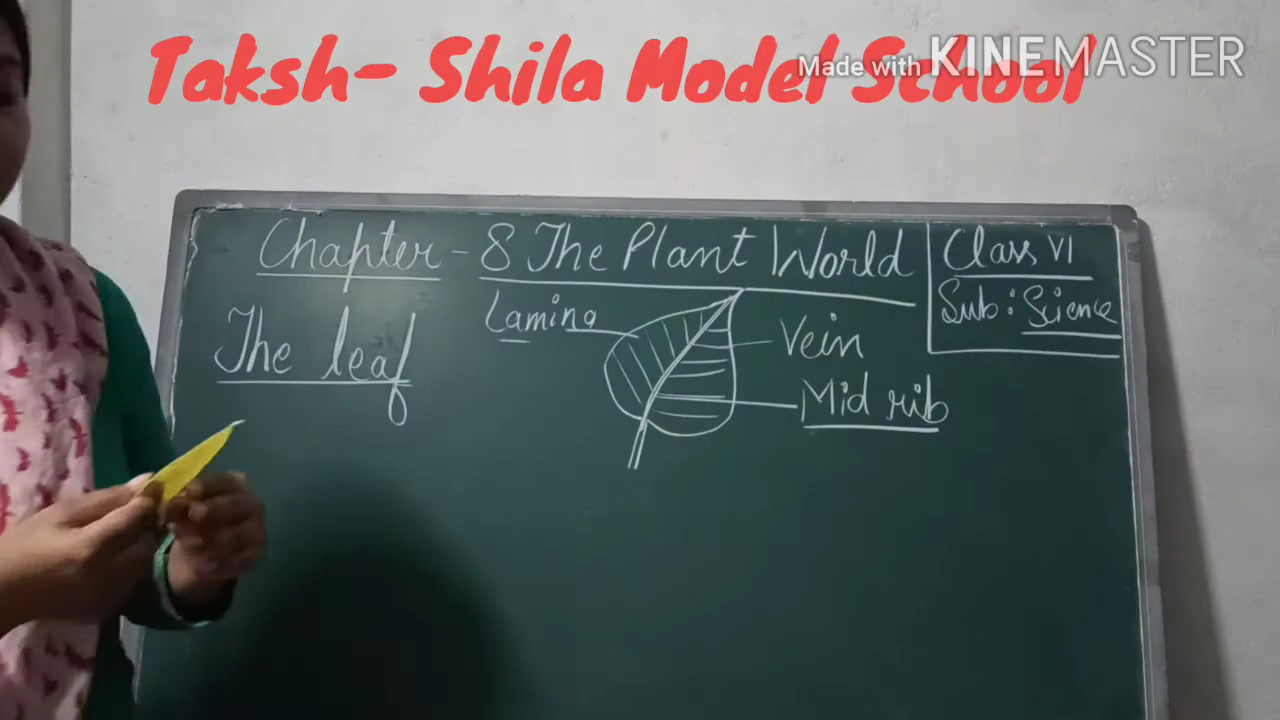 Taksh- Shila Model School
Made with KINEMASTER
Chapter - 8 The Plant World
Class VI
Sub : Science
The leaf
Lamina
Vein
Mid rib